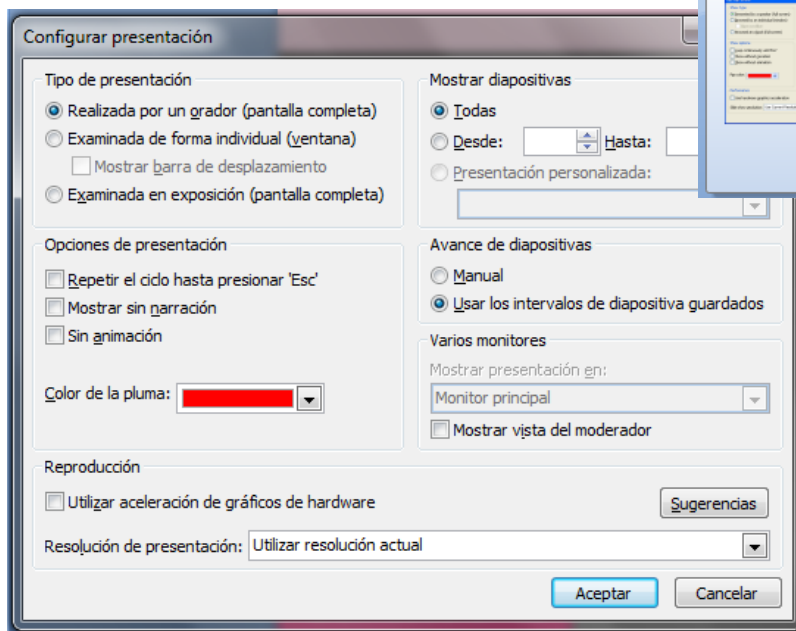 Configurar presentación
Tipo de presentación
Realizada por un orador (pantalla completa)
Examinada de forma individual (ventana)
Mostrar barra de desplazamiento
Examinada en exposición (pantalla completa)
Mostrar diapositivas
Todas
Desde: Hasta:
Presentación personalizada:
Opciones de presentación
Repetir el ciclo hasta presionar 'Esc'
Mostrar sin narración
Sin animación
Color de la pluma:
Avance de diapositivas
Manual
Usar los intervalos de diapositiva guardados
Varios monitores
Mostrar presentación en:
Monitor principal
Mostrar vista del moderador
Reproducción
Utilizar aceleración de gráficos de hardware
Sugerencias
Resolución de presentación: Utilizar resolución actual
Aceptar Cancelar